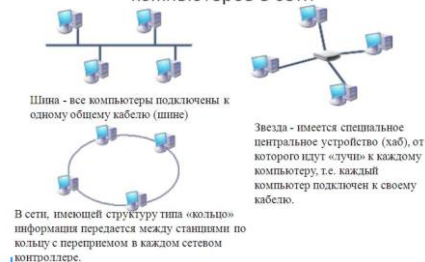 Шина - все компьютеры подключены к
одному общему кабелю (шине)
Звезда - имеется специальное
центральное устройство (хаб), от
которого идут «лучи» к каждому
компьютеру, т.е. каждый
компьютер подключен к своему
кабелю.
В сети, имеющей структуру типа «кольцо»
информация передается между станциями по
кольцу с переприемом в каждом сетевом
контроллере.